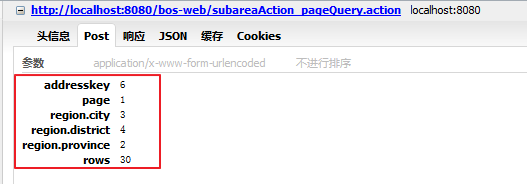 http://localhost:8080/bos-web/subareaAction_pageQuery.action localhost:8080
头信息 Post 响应 JSON 缓存 Cookies
参数 application/x-www-form-urlencoded 不进行排序
addresskey 6
page 1
region.city 3
region.district 4
region.province 2
rows 30